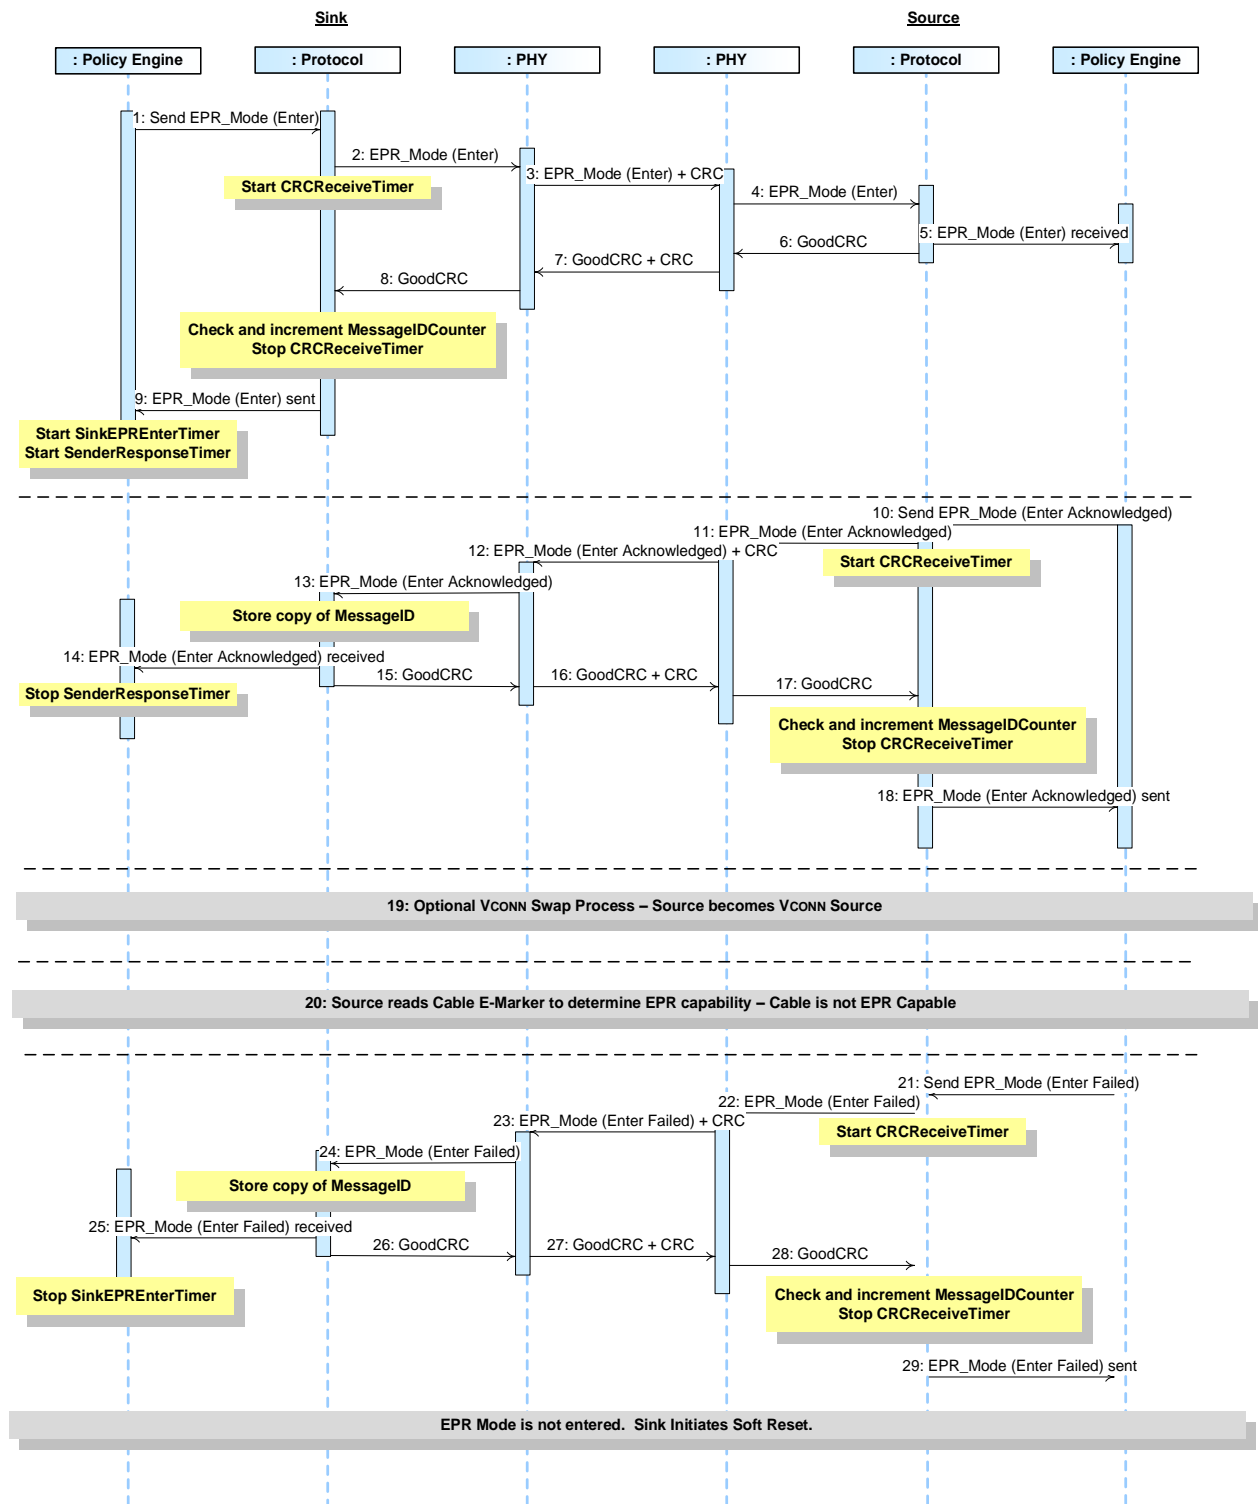 Sink
Source
: Policy Engine
: Protocol
: PHY
: PHY
: Protocol
: Policy Engine
1: Send EPR_Mode (Enter)
2: EPR_Mode (Enter)
3: EPR_Mode (Enter) + CRC
Start CRCReceiveTimer
4: EPR_Mode (Enter)
5: EPR_Mode (Enter) received
6: GoodCRC
7: GoodCRC + CRC
8: GoodCRC
Check and increment MessageIDCounter
Stop CRCReceiveTimer
9: EPR_Mode (Enter) sent
Start SinkEPREnterTimer
Start SenderResponseTimer
10: Send EPR_Mode (Enter Acknowledged)
11: EPR_Mode (Enter Acknowledged)
12: EPR_Mode (Enter Acknowledged) + CRC
Start CRCReceiveTimer
13: EPR_Mode (Enter Acknowledged)
Store copy of MessageID
14: EPR_Mode (Enter Acknowledged) received
15: GoodCRC
16: GoodCRC + CRC
17: GoodCRC
Stop SenderResponseTimer
Check and increment MessageIDCounter
Stop CRCReceiveTimer
18: EPR_Mode (Enter Acknowledged) sent
19: Optional VCONN Swap Process – Source becomes VCONN Source
20: Source reads Cable E-Marker to determine EPR capability – Cable is not EPR Capable
21: Send EPR_Mode (Enter Failed)
22: EPR_Mode (Enter Failed)
23: EPR_Mode (Enter Failed) + CRC
Start CRCReceiveTimer
24: EPR_Mode (Enter Failed)
Store copy of MessageID
25: EPR_Mode (Enter Failed) received
26: GoodCRC
27: GoodCRC + CRC
28: GoodCRC
Stop SinkEPREnterTimer
Check and increment MessageIDCounter
Stop CRCReceiveTimer
29: EPR_Mode (Enter Failed) sent
EPR Mode is not entered. Sink Initiates Soft Reset.